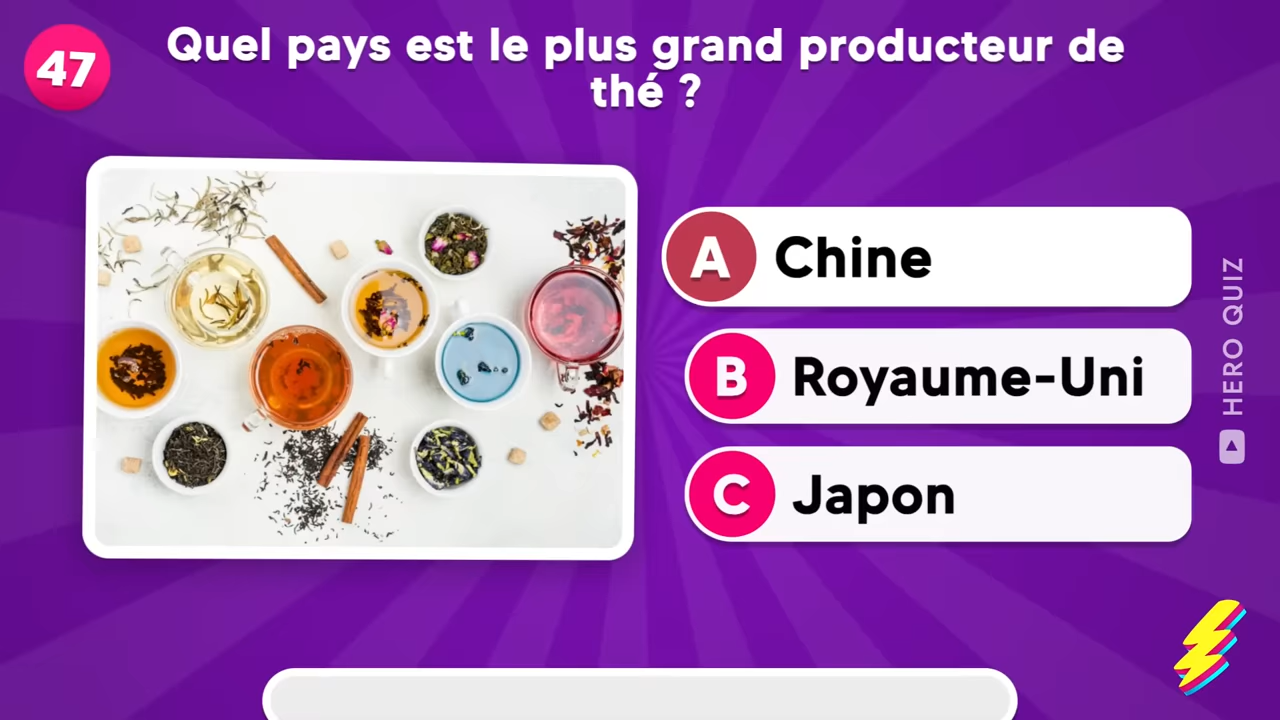 47
Quel pays est le plus grand producteur de
thé ?
A Chine
B Royaume-Uni
C Japon
HERO QUIZ